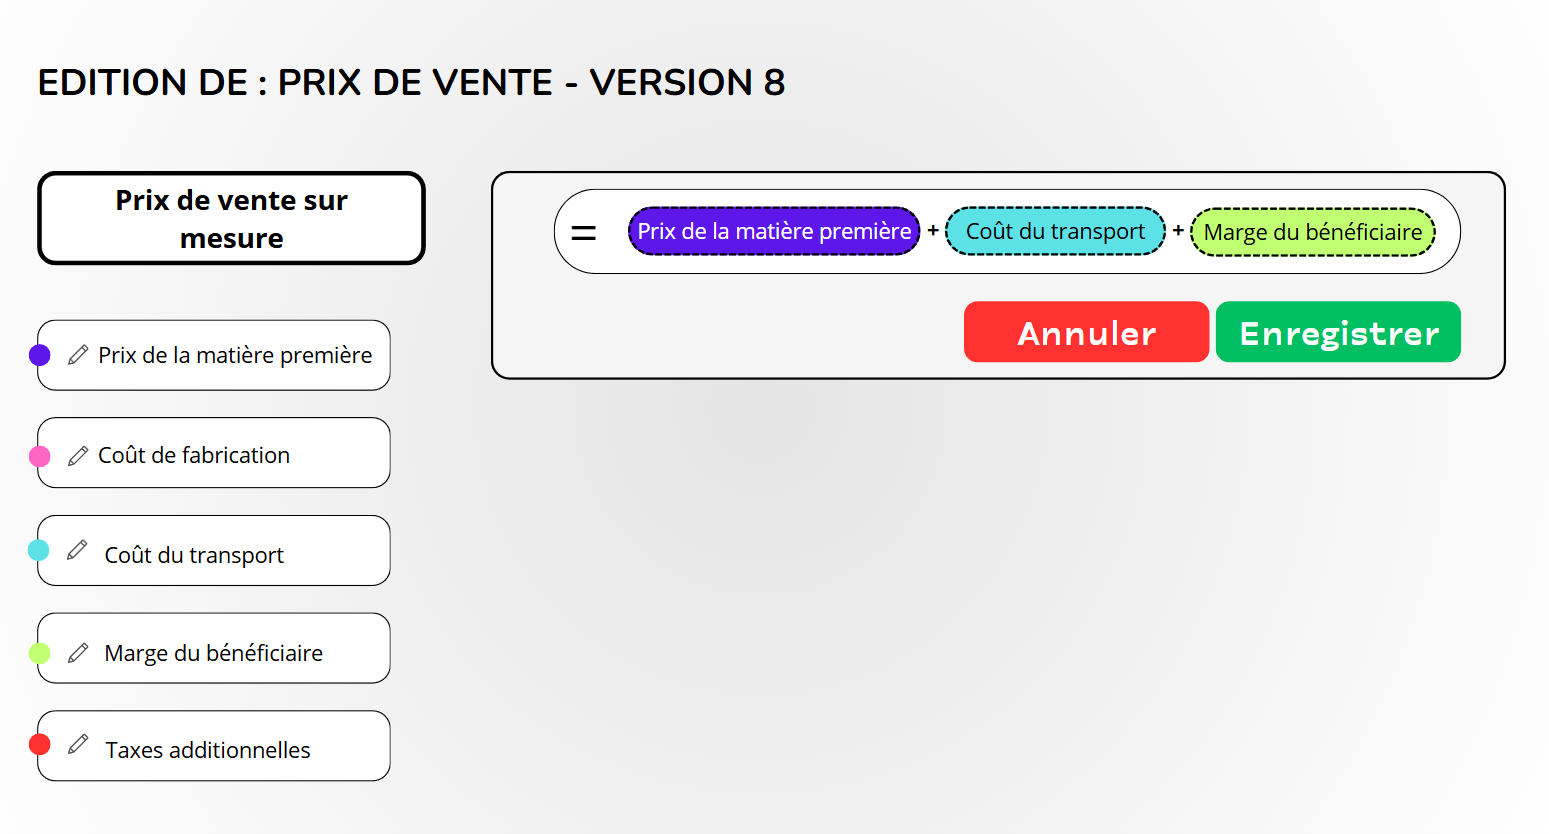 EDITION DE : PRIX DE VENTE - VERSION 8
Prix de vente sur
mesure
= Prix de la matière première + Coût du transport + Marge du bénéficiaire
Annuler Enregistrer
Prix de la matière première
Coût de fabrication
Coût du transport
Marge du bénéficiaire
Taxes additionnelles